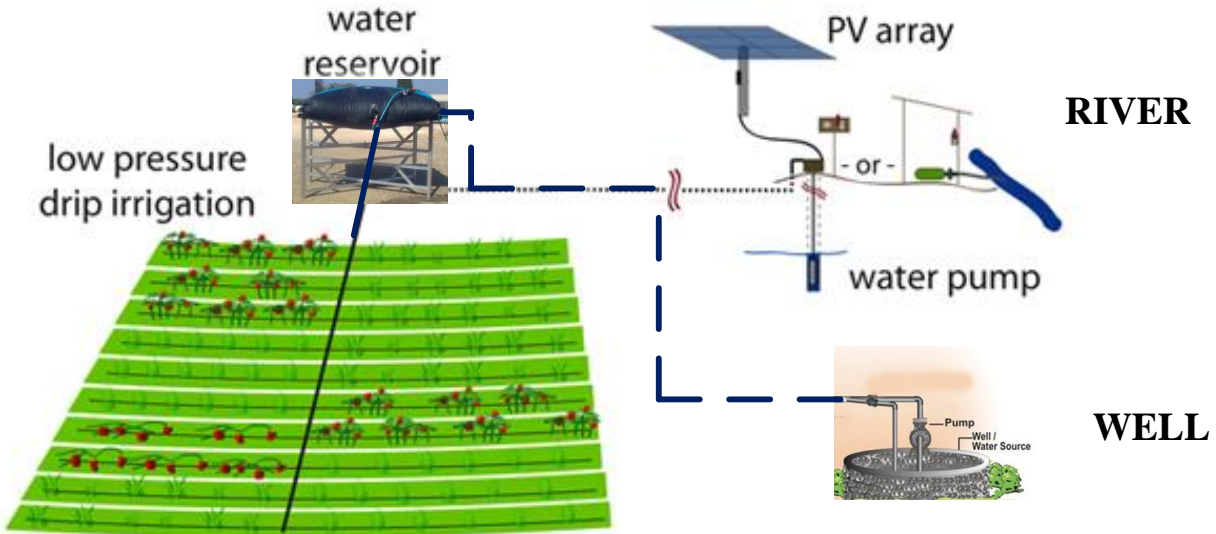 water
reservoir
PV array
RIVER
low pressure
drip irrigation
- or -
water pump
Pump
Well /
Water Source
WELL